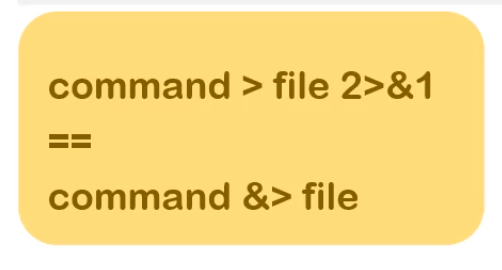 command > file 2>&1
==
command &> file